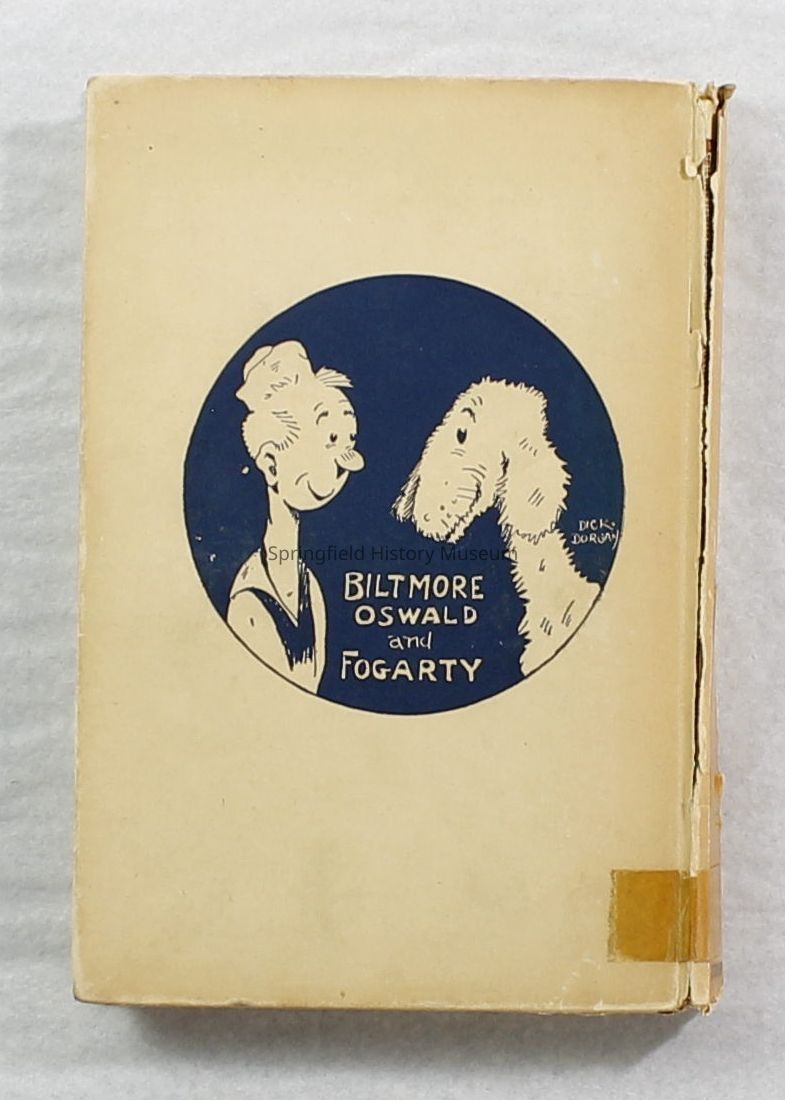 DICK
DORGAN
Springfield History Museum
BILTMORE
OSWALD
and
FOGARTY